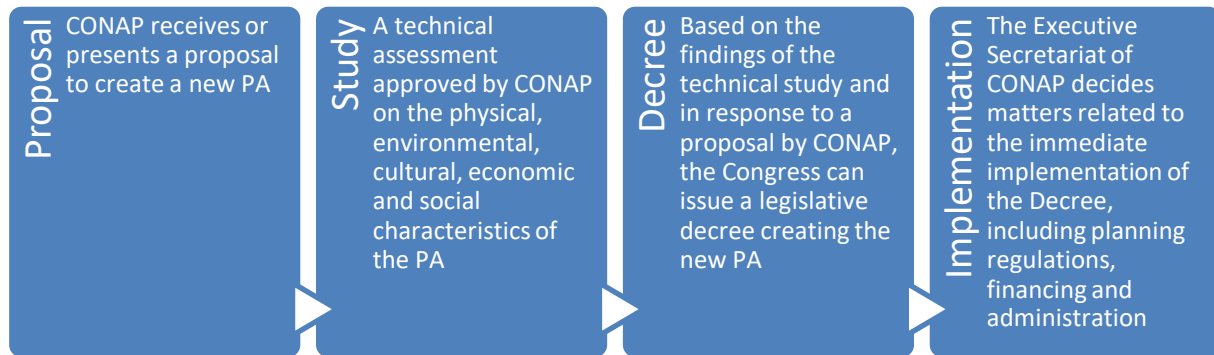 Proposal
CONAP receives or
presents a proposal
to create a new PA
Study
A technical
assessment
approved by CONAP
on the physical,
environmental,
cultural, economic
and social
characteristics of
the PA
Decree
Based on the
findings of the
technical study and
in response to a
proposal by CONAP,
the Congress can
issue a legislative
decree creating the
new PA
Implementation
The Executive
Secretariat of
CONAP decides
matters related to
the immediate
implementation of
the Decree,
including planning
regulations,
financing and
administration